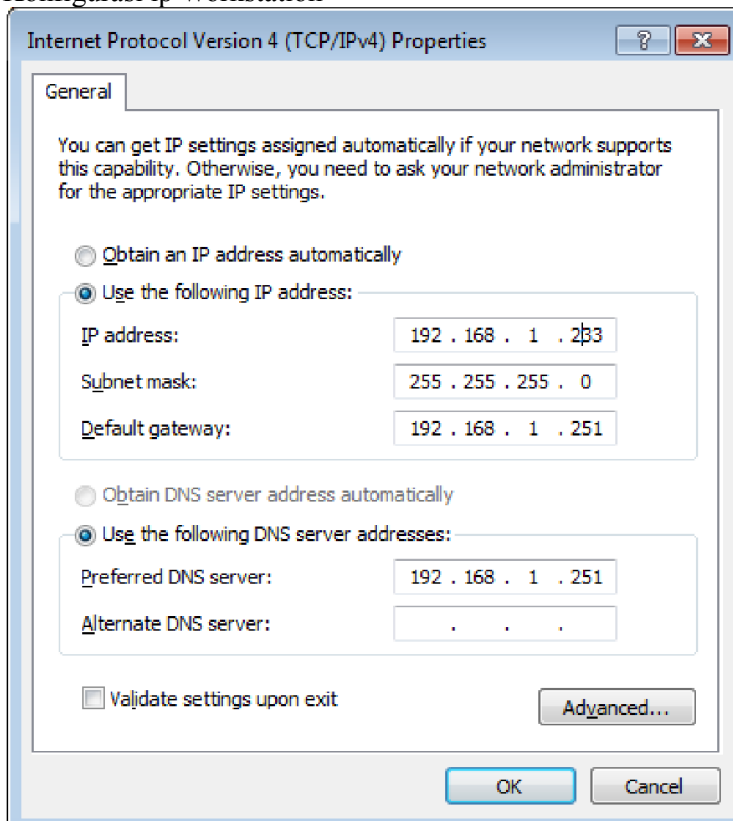 Konfigurasi ip workstation
Internet Protocol Version 4 (TCP/IPv4) Properties
General
You can get IP settings assigned automatically if your network supports
this capability. Otherwise, you need to ask your network administrator
for the appropriate IP settings.
Obtain an IP address automatically
Use the following IP address:
IP address: 192 . 168 . 1 . 233
Subnet mask: 255 . 255 . 255 . 0
Default gateway: 192 . 168 . 1 . 251
Obtain DNS server address automatically
Use the following DNS server addresses:
Preferred DNS server: 192 . 168 . 1 . 251
Alternate DNS server: . . .
Validate settings upon exit
Advanced...
OK Cancel